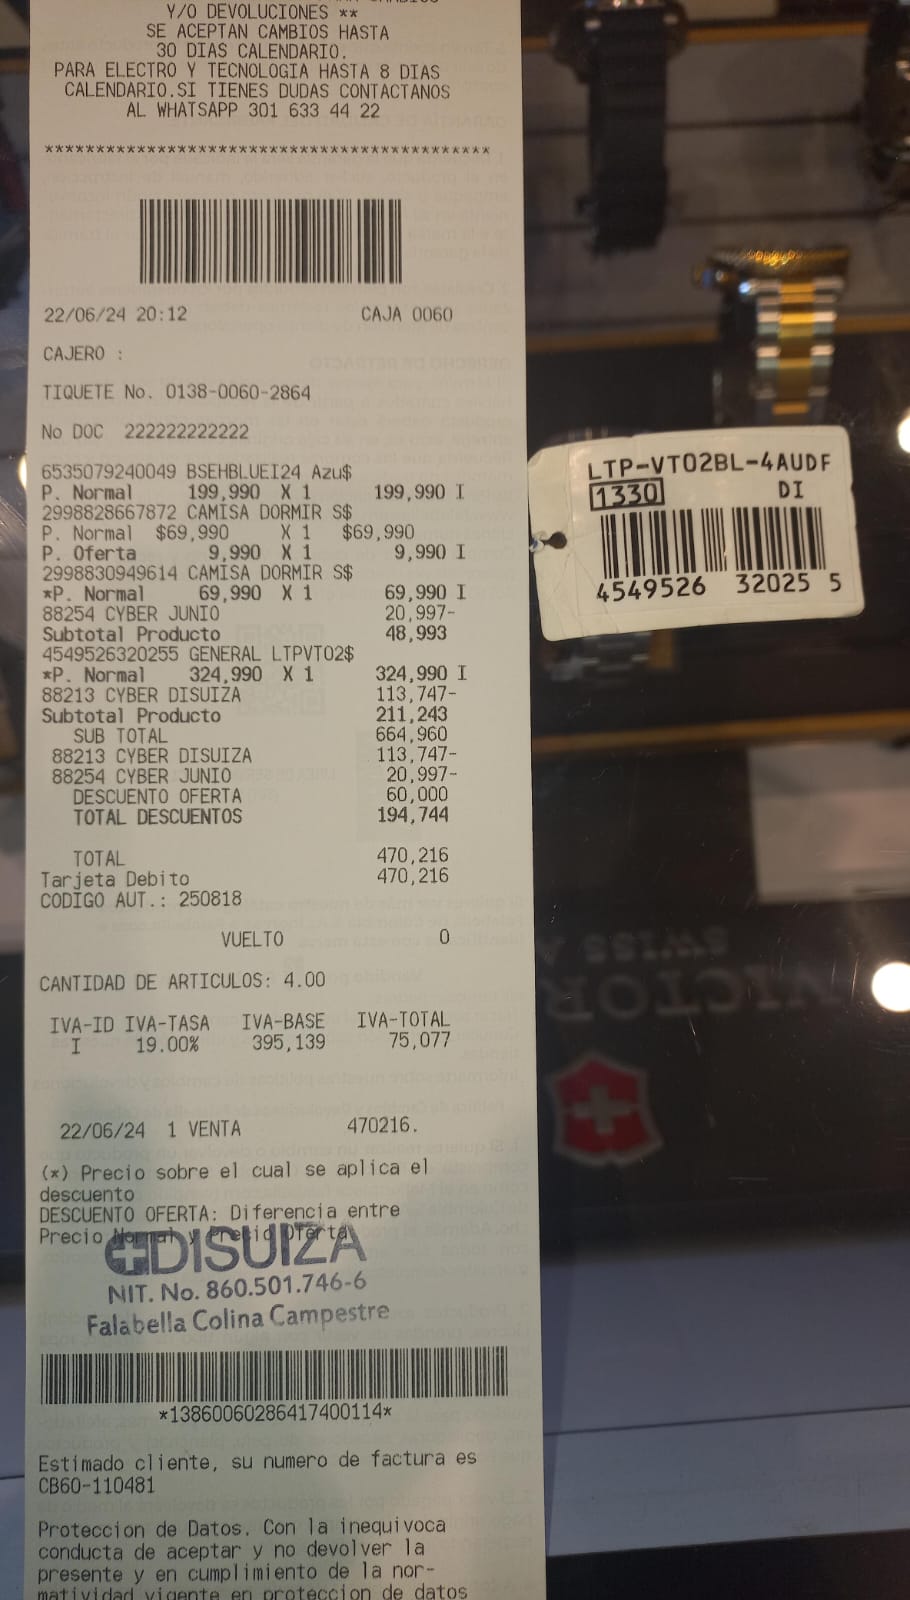 Y/O DEVOLUCIONES **
SE ACEPTAN CAMBIOS HASTA
30 DIAS CALENDARIO.
PARA ELECTRO Y TECNOLOGIA HASTA 8 DIAS
CALENDARIO.SI TIENES DUDAS CONTACTANOS
AL WHATSAPP 301 633 44 22
*******************************************
22/06/24 20:12 CAJA 0060
CAJERO :
TIQUETE No. 0138-0060-2864
No DOC 222222222222
6535079240049 BSEHBLUEI24 Azu$
P. Normal 199,990 X 1 199,990 I
2998828667872 CAMISA DORMIR S$
P. Normal $69,990 X 1 $69,990
P. Oferta 9,990 X 1 9,990 I
2998830949614 CAMISA DORMIR S$
*P. Normal 69,990 X 1 69,990 I
88254 CYBER JUNIO 20,997-
Subtotal Producto 48,993
4549526320255 GENERAL LTPVT02$
*P. Normal 324,990 X 1 324,990 I
88213 CYBER DISUIZA 113,747-
Subtotal Producto 211,243
SUB TOTAL 664,960
88213 CYBER DISUIZA 113,747-
88254 CYBER JUNIO 20,997-
DESCUENTO OFERTA 60,000
TOTAL DESCUENTOS 194,744
TOTAL 470,216
Tarjeta Debito 470,216
CODIGO AUT.: 250818
VUELTO 0
CANTIDAD DE ARTICULOS: 4.00
IVA-ID IVA-TASA IVA-BASE IVA-TOTAL
I 19.00% 395,139 75,077
22/06/24 1 VENTA 470216.
(*) Precio sobre el cual se aplica el
descuento
DESCUENTO OFERTA: Diferencia entre
Precio Normal y Precio Oferta
DISUIZA
NIT. No. 860.501.746-6
Falabella Colina Campestre
*13860060286417400114*
Estimado cliente, su numero de factura es
CB60-110481
Proteccion de Datos. Con la inequivoca
conducta de aceptar y no devolver la
presente y en cumplimiento de la nor-
matividad vigente en proteccion de datos
LTP-VT02BL-4AUDF
1330 DI
4549526 32025 5
SWISS A
VICTOR